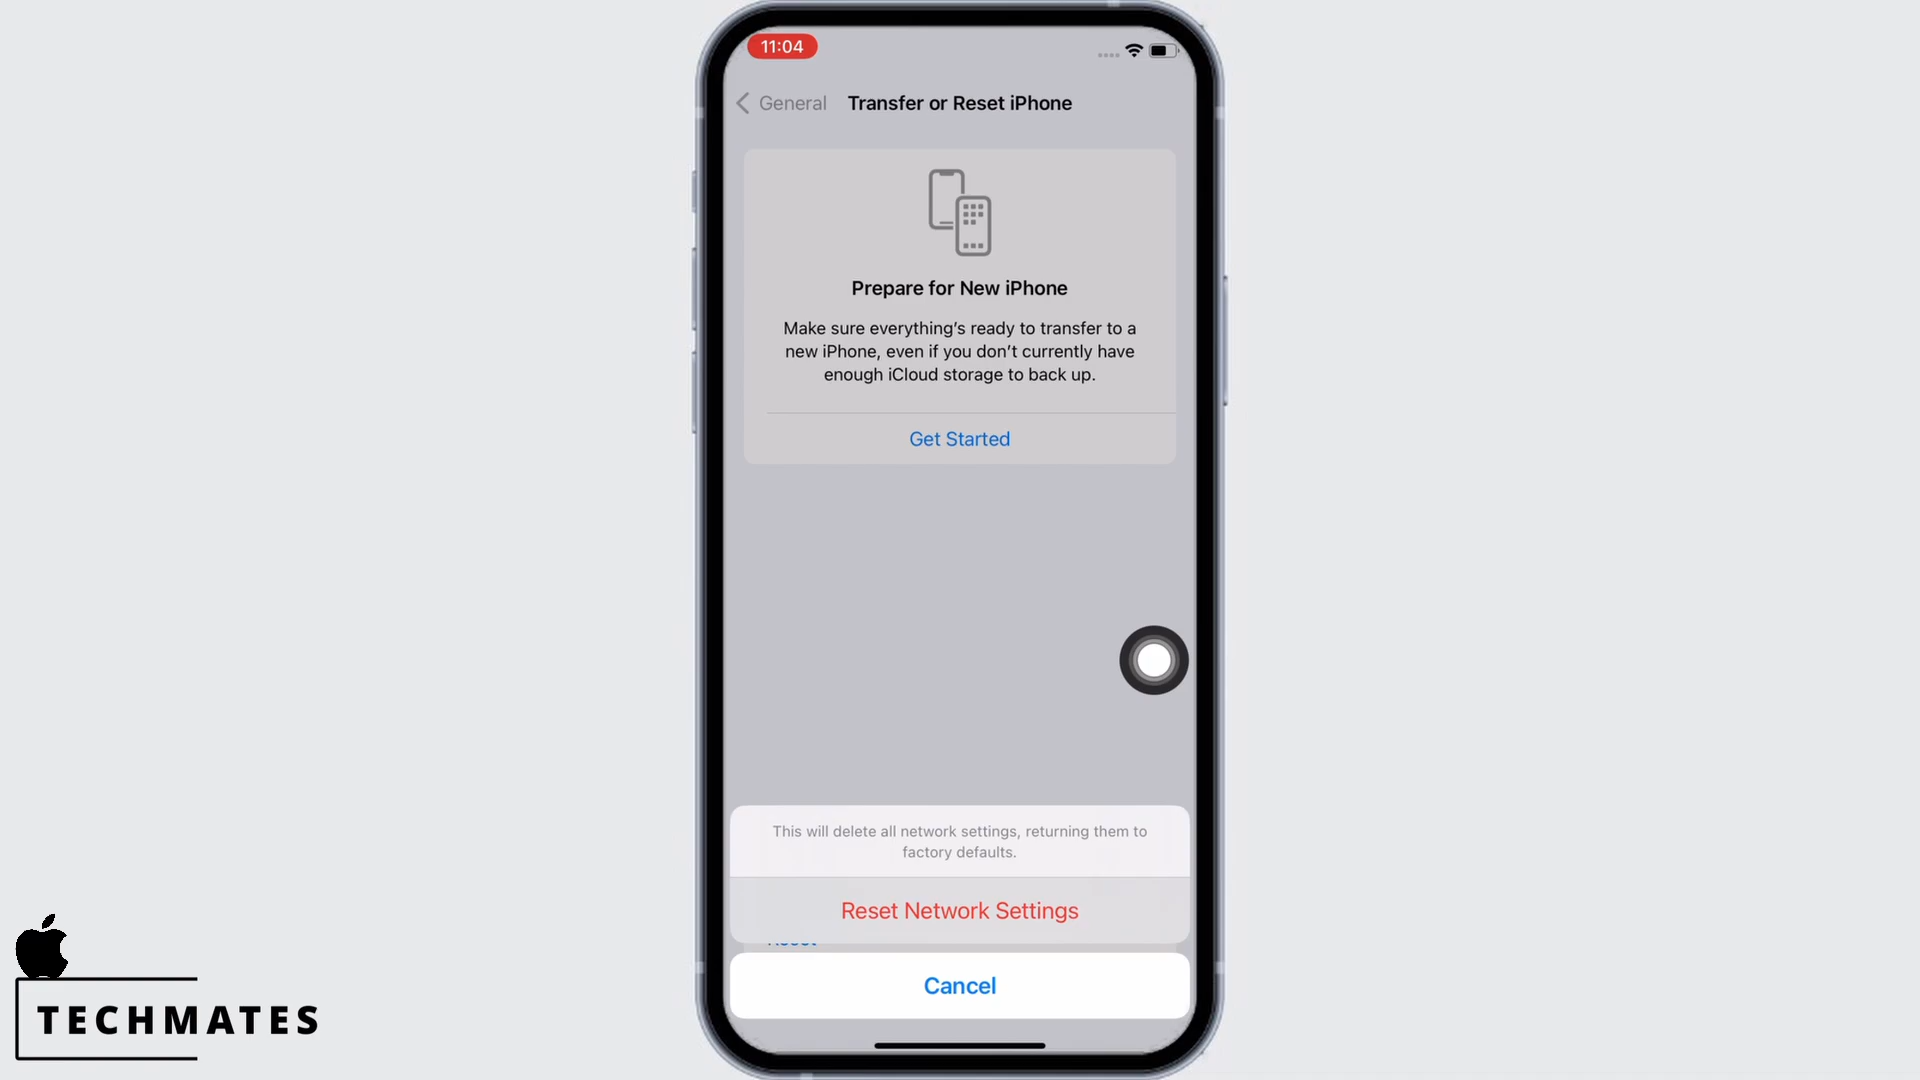 11:04
General
Transfer or Reset iPhone
Prepare for New iPhone
Make sure everything's ready to transfer to a
new iPhone, even if you don't currently have
enough iCloud storage to back up.
Get Started
This will delete all network settings, returning them to
factory defaults.
Reset Network Settings
Reset
Cancel
TECHMATES